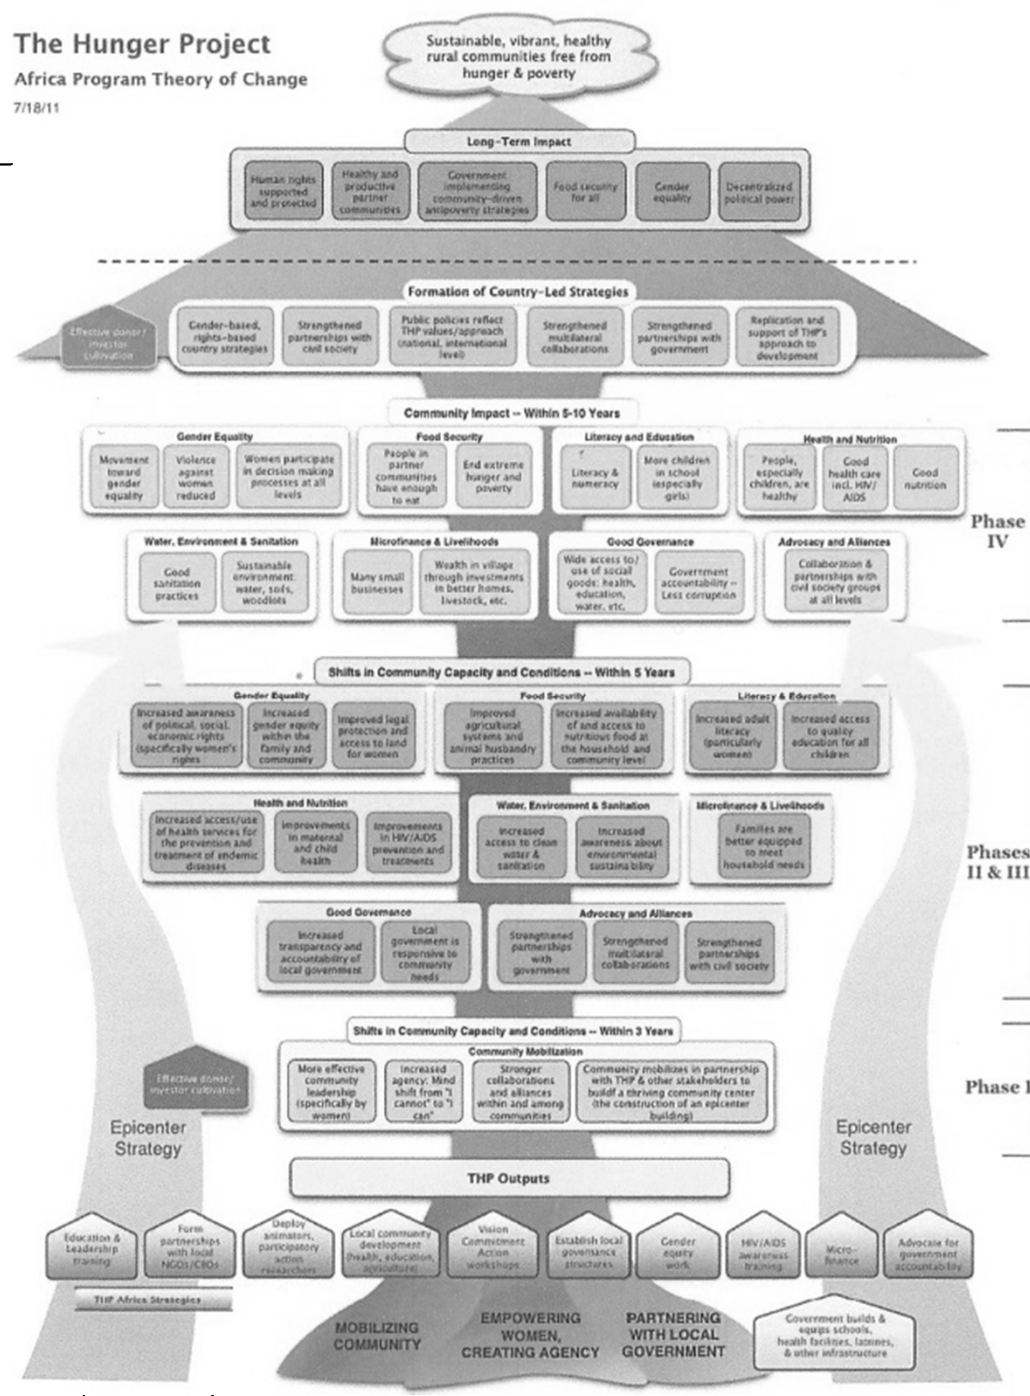 The Hunger Project
Africa Program Theory of Change
7/18/11
Sustainable, vibrant, healthy
rural communities free from
hunger & poverty
Long-Term Impact
Human rights
supported
and protected
Healthy and
productive
partner
communities
Government
implementing
community-driven
antipoverty strategies
Food security
for all
Gender
equality
Decentralized
political power
Formation of Country-Led Strategies
Effective donor/
investor
cultivation
Gender-based,
rights-based
country strategies
Strengthened
partnerships with
civil society
Public policies reflect
THP values/approach
(national, international
level)
Strengthened
multilateral
collaborations
Strengthened
partnerships with
government
Replication and
support of THP's
approach to
development
Community Impact -- Within 5-10 Years
Gender Equality
Movement
toward
gender
equality
Violence
against
women
reduced
Women participate
in decision making
processes at all
levels
Food Security
People in
partner
communities
have enough
to eat
End extreme
hunger and
poverty
Literacy and Education
Literacy &
numeracy
More children
in school
(especially
girls)
Health and Nutrition
People,
especially
children, are
healthy
Good
health care
incl. HIV/
AIDS
Good
nutrition
Phase
IV
Water, Environment & Sanitation
Good
sanitation
practices
Sustainable
environment:
water, soils,
woodlots
Microfinance & Livelihoods
Many small
businesses
Wealth in village
through investments
in better homes,
livestock, etc.
Good Governance
Wide access to/
use of social
goods: health,
education,
water, etc.
Government
accountability --
Less corruption
Advocacy and Alliances
Collaboration &
partnerships with
civil society groups
at all levels
Shifts in Community Capacity and Conditions -- Within 5 Years
Gender Equality
Increased awareness
of political, social,
economic rights
(specifically women's
rights
Increased
gender equity
within the
family and
community
Improved legal
protection and
access to land
for women
Food Security
Improved
agricultural
systems and
animal husbandry
practices
Increased availability
of and access to
nutritious food at
the household and
community level
Literacy & Education
Increased adult
literacy
(particularly
women)
Increased access
to quality
education for all
children
Health and Nutrition
Increased access/use
of health services for
the prevention and
treatment of endemic
diseases
Improvements
in maternal
and child
health
Improvements
in HIV/AIDS
prevention and
treatments
Water, Environment & Sanitation
Increased
access to clean
water &
sanitation
Increased
awareness about
environmental
sustainability
Microfinance & Livelihoods
Families are
better equipped
to meet
household needs
Phases
II & III
Good Governance
Increased
transparency and
accountability of
local government
Local
government is
responsive to
community
needs
Advocacy and Alliances
Strengthened
partnerships
with
government
Strengthened
multilateral
collaborations
Strengthened
partnerships
with civil society
Shifts in Community Capacity and Conditions -- Within 3 Years
Community Mobilization
More effective
community
leadership
(specifically by
women)
Increased
agency: Mind
shift from "I
cannot" to "I
can"
Stronger
collaborations
and alliances
within and among
communities
Community mobilizes in partnership
with THP & other stakeholders to
buildf a thriving community center
(the construction of an epicenter
building)
Phase I
Effective donor/
investor cultivation
Epicenter
Strategy
Epicenter
Strategy
THP Outputs
Education &
Leadership
training
Form
partnerships
with local
NGOs/CBOs
Deploy
animators,
participatory
action
researchers
Local community
development
(health, education,
agriculture)
Vision
Commitment
Action
workshops
Establish local
governance
structures
Gender
equity
work
HIV/AIDS
awareness
training
Micro-
finance
Advocate for
government
accountability
THP Africa Strategies
MOBILIZING
COMMUNITY
EMPOWERING
WOMEN,
CREATING AGENCY
PARTNERING
WITH LOCAL
GOVERNMENT
Government builds &
equips schools,
health facilities, latrines,
& other infrastructure